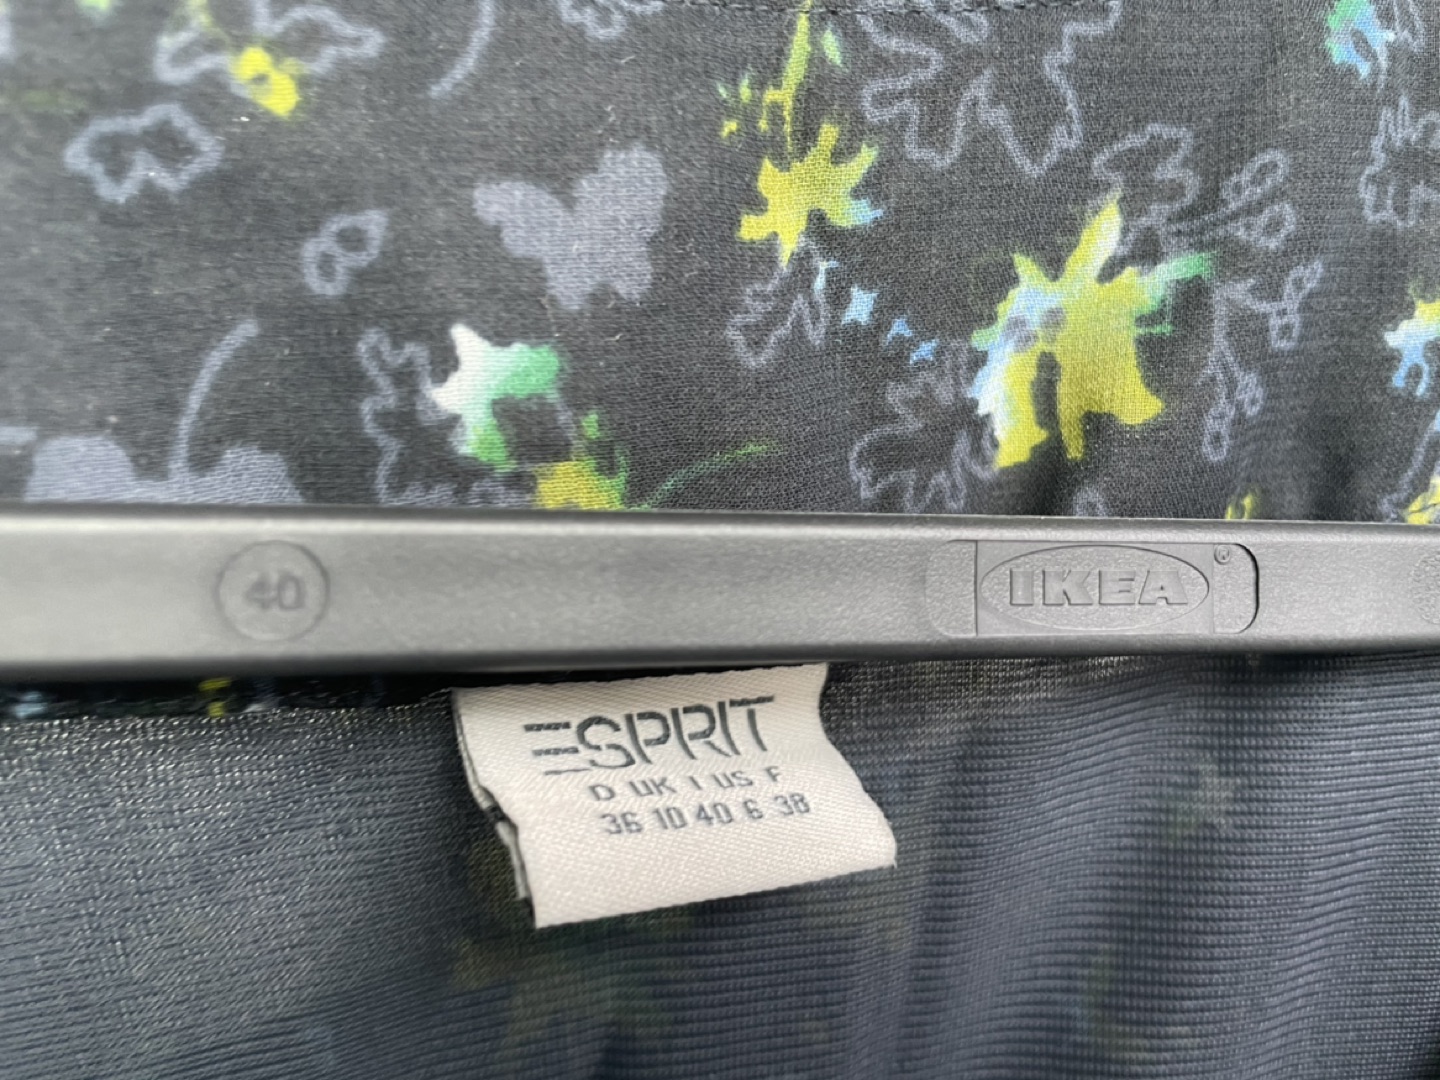 40
IKEA ®
ESPRIT
D UK I US F
36 10 40 6 38